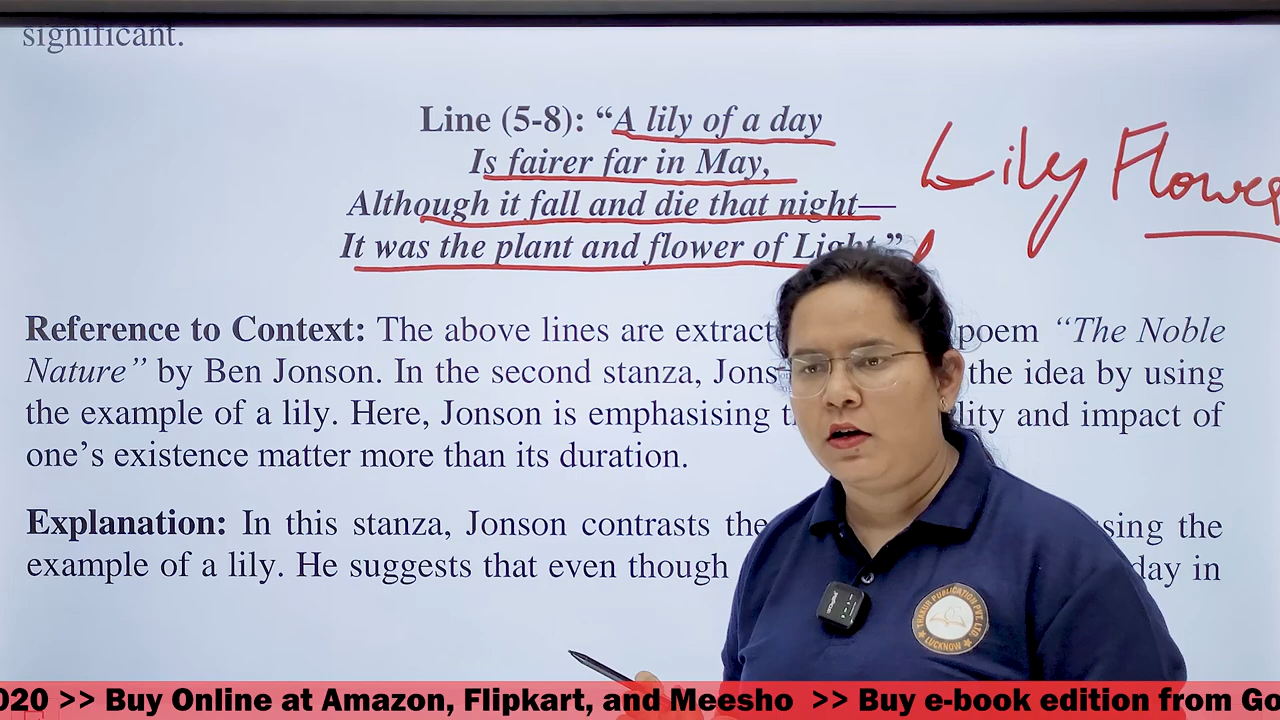 significant.
Line (5-8): “A lily of a day
Is fairer far in May,
Although it fall and die that night—
It was the plant and flower of Light.”
Lily Flower
Reference to Context: The above lines are extract poem “The Noble
Nature” by Ben Jonson. In the second stanza, Jons the idea by using
the example of a lily. Here, Jonson is emphasising lity and impact of
one’s existence matter more than its duration.
Explanation: In this stanza, Jonson contrasts the sing the
example of a lily. He suggests that even though day in
THAKUR PUBLICATION PVT. LTD.
LUCKNOW
020 >> Buy Online at Amazon, Flipkart, and Meesho >> Buy e-book edition from Go